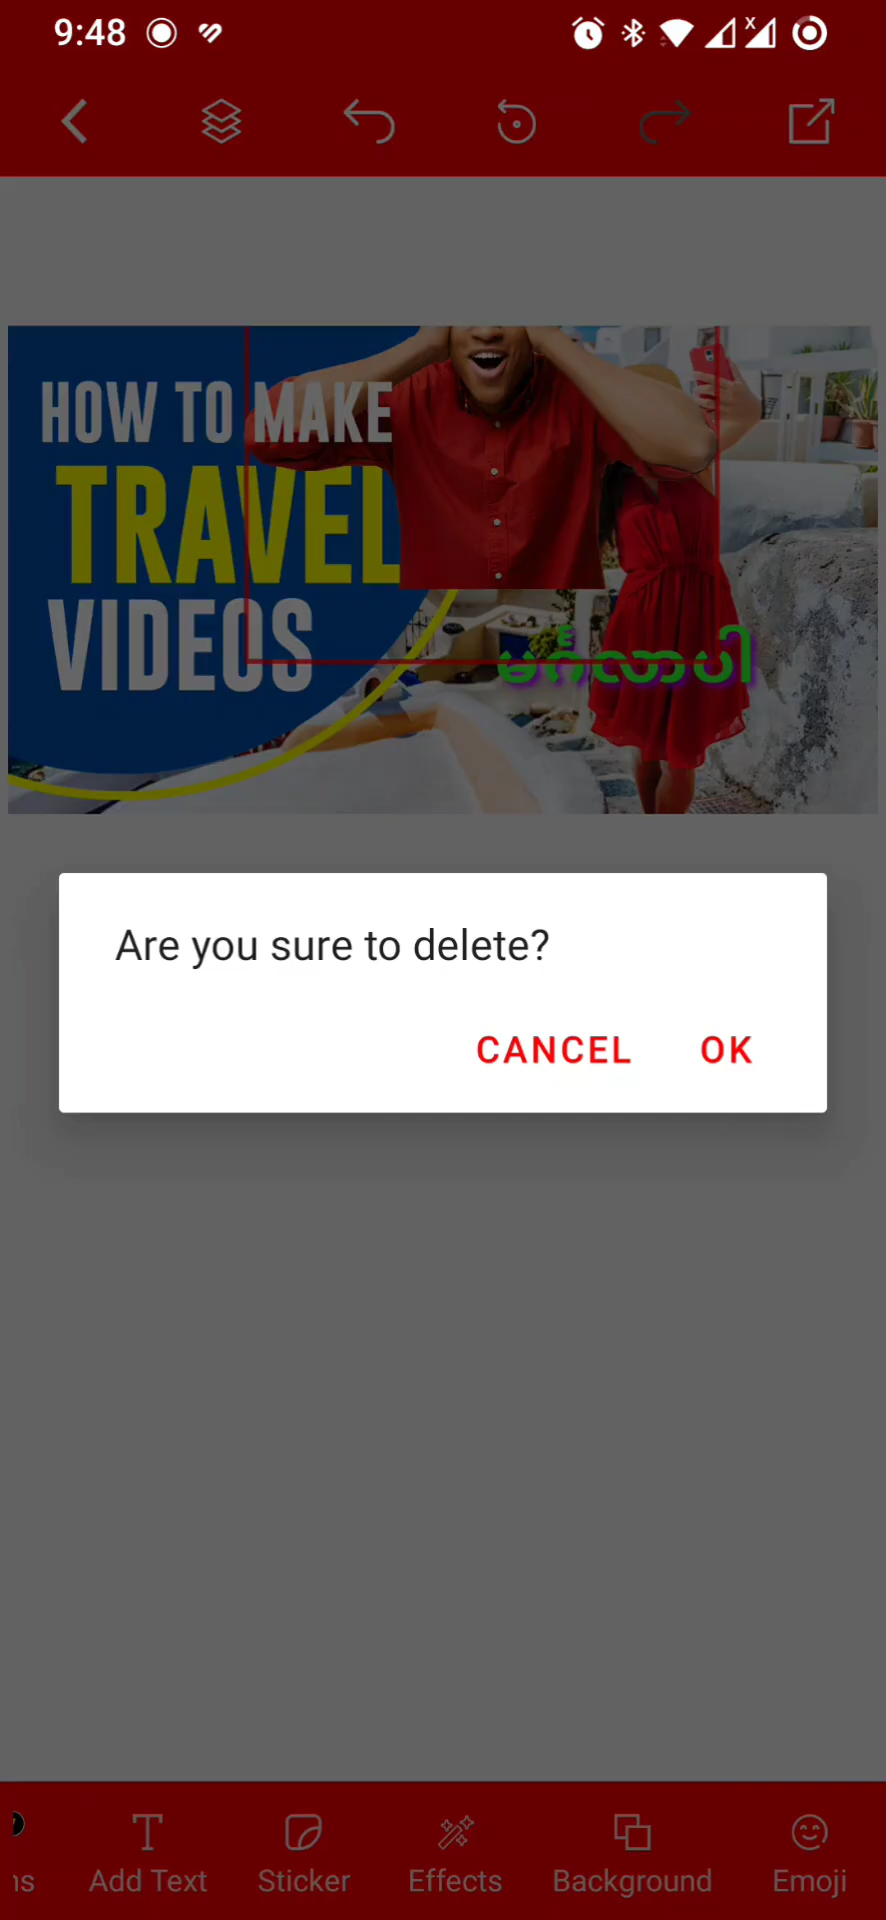 9:48
HOW TO MAKE
TRAVEL
VIDEOS
မင်္ဂလာပါ
Are you sure to delete?
CANCEL OK
ns
Add Text
Sticker
Effects
Background
Emoji